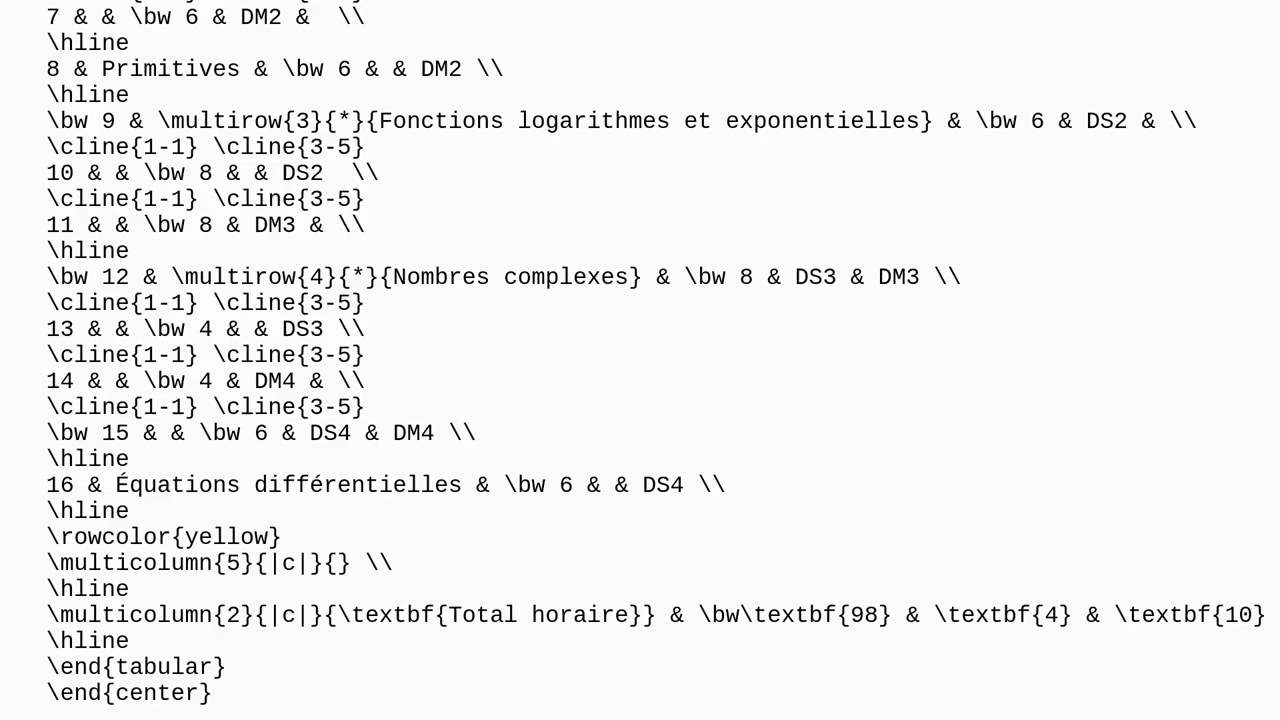 7 & & \bw 6 & DM2 &  \\
\hline
8 & Primitives & \bw 6 & & DM2 \\
\hline
\bw 9 & \multirow{3}{*}{Fonctions logarithmes et exponentielles} & \bw 6 & DS2 & \\
\cline{1-1} \cline{3-5}
10 & & \bw 8 & & DS2  \\
\cline{1-1} \cline{3-5}
11 & & \bw 8 & DM3 & \\
\hline
\bw 12 & \multirow{4}{*}{Nombres complexes} & \bw 8 & DS3 & DM3 \\
\cline{1-1} \cline{3-5}
13 & & \bw 4 & & DS3 \\
\cline{1-1} \cline{3-5}
14 & & \bw 4 & DM4 & \\
\cline{1-1} \cline{3-5}
\bw 15 & & \bw 6 & DS4 & DM4 \\
\hline
16 & Équations différentielles & \bw 6 & & DS4 \\
\hline
\rowcolor{yellow}
\multicolumn{5}{|c|}{} \\
\hline
\multicolumn{2}{|c|}{\textbf{Total horaire}} & \bw\textbf{98} & \textbf{4} & \textbf{10}
\hline
\end{tabular}
\end{center}